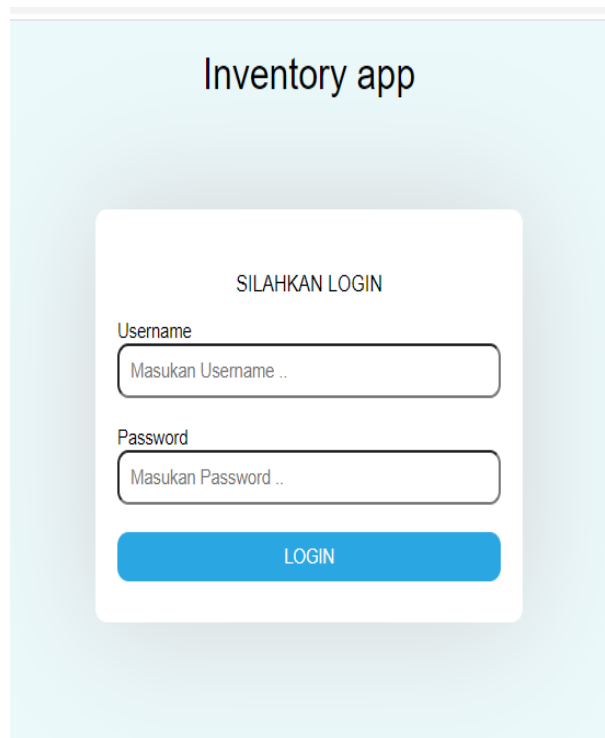 Inventory app
SILAHKAN LOGIN
Username
Masukan Username ..
Password
Masukan Password ..
LOGIN